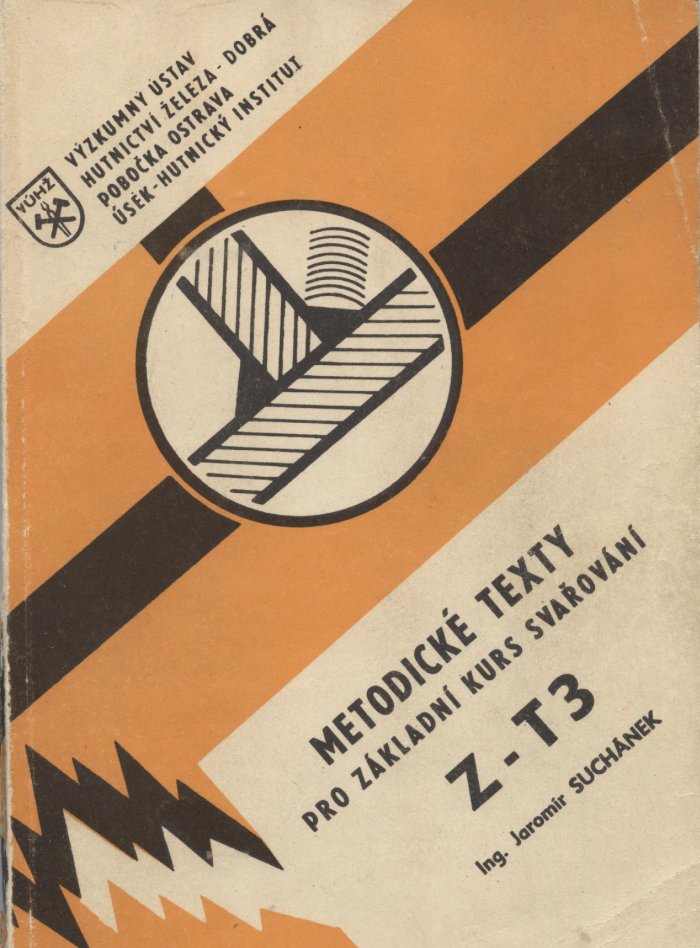 VÝZKUMNÝ ÚSTAV
HUTNICTVÍ ŽELEZA - DOBRÁ
POBOČKA OSTRAVA
ÚSEK-HUTNICKÝ INSTITUT
VÚHŽ
METODICKÉ TEXTY
PRO ZÁKLADNÍ KURS SVAŘOVÁNÍ
Z-T3
Ing. Jaromír SUCHÁNEK